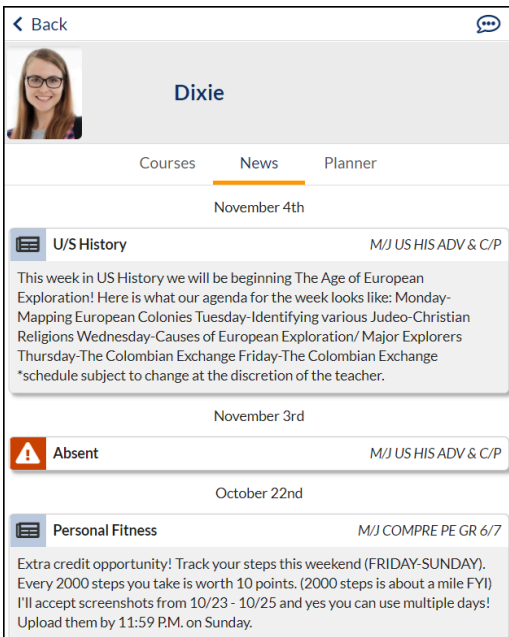 Back
Dixie
Courses News Planner
November 4th
U/S History M/J US HIS ADV & C/P
This week in US History we will be beginning The Age of European
Exploration! Here is what our agenda for the week looks like: Monday-
Mapping European Colonies Tuesday-Identifying various Judeo-Christian
Religions Wednesday-Causes of European Exploration/ Major Explorers
Thursday-The Colombian Exchange Friday-The Colombian Exchange
*schedule subject to change at the discretion of the teacher.
November 3rd
Absent M/J US HIS ADV & C/P
October 22nd
Personal Fitness M/J COMPRE PE GR 6/7
Extra credit opportunity! Track your steps this weekend (FRIDAY-SUNDAY).
Every 2000 steps you take is worth 10 points. (2000 steps is about a mile FYI)
I'll accept screenshots from 10/23 - 10/25 and yes you can use multiple days!
Upload them by 11:59 P.M. on Sunday.